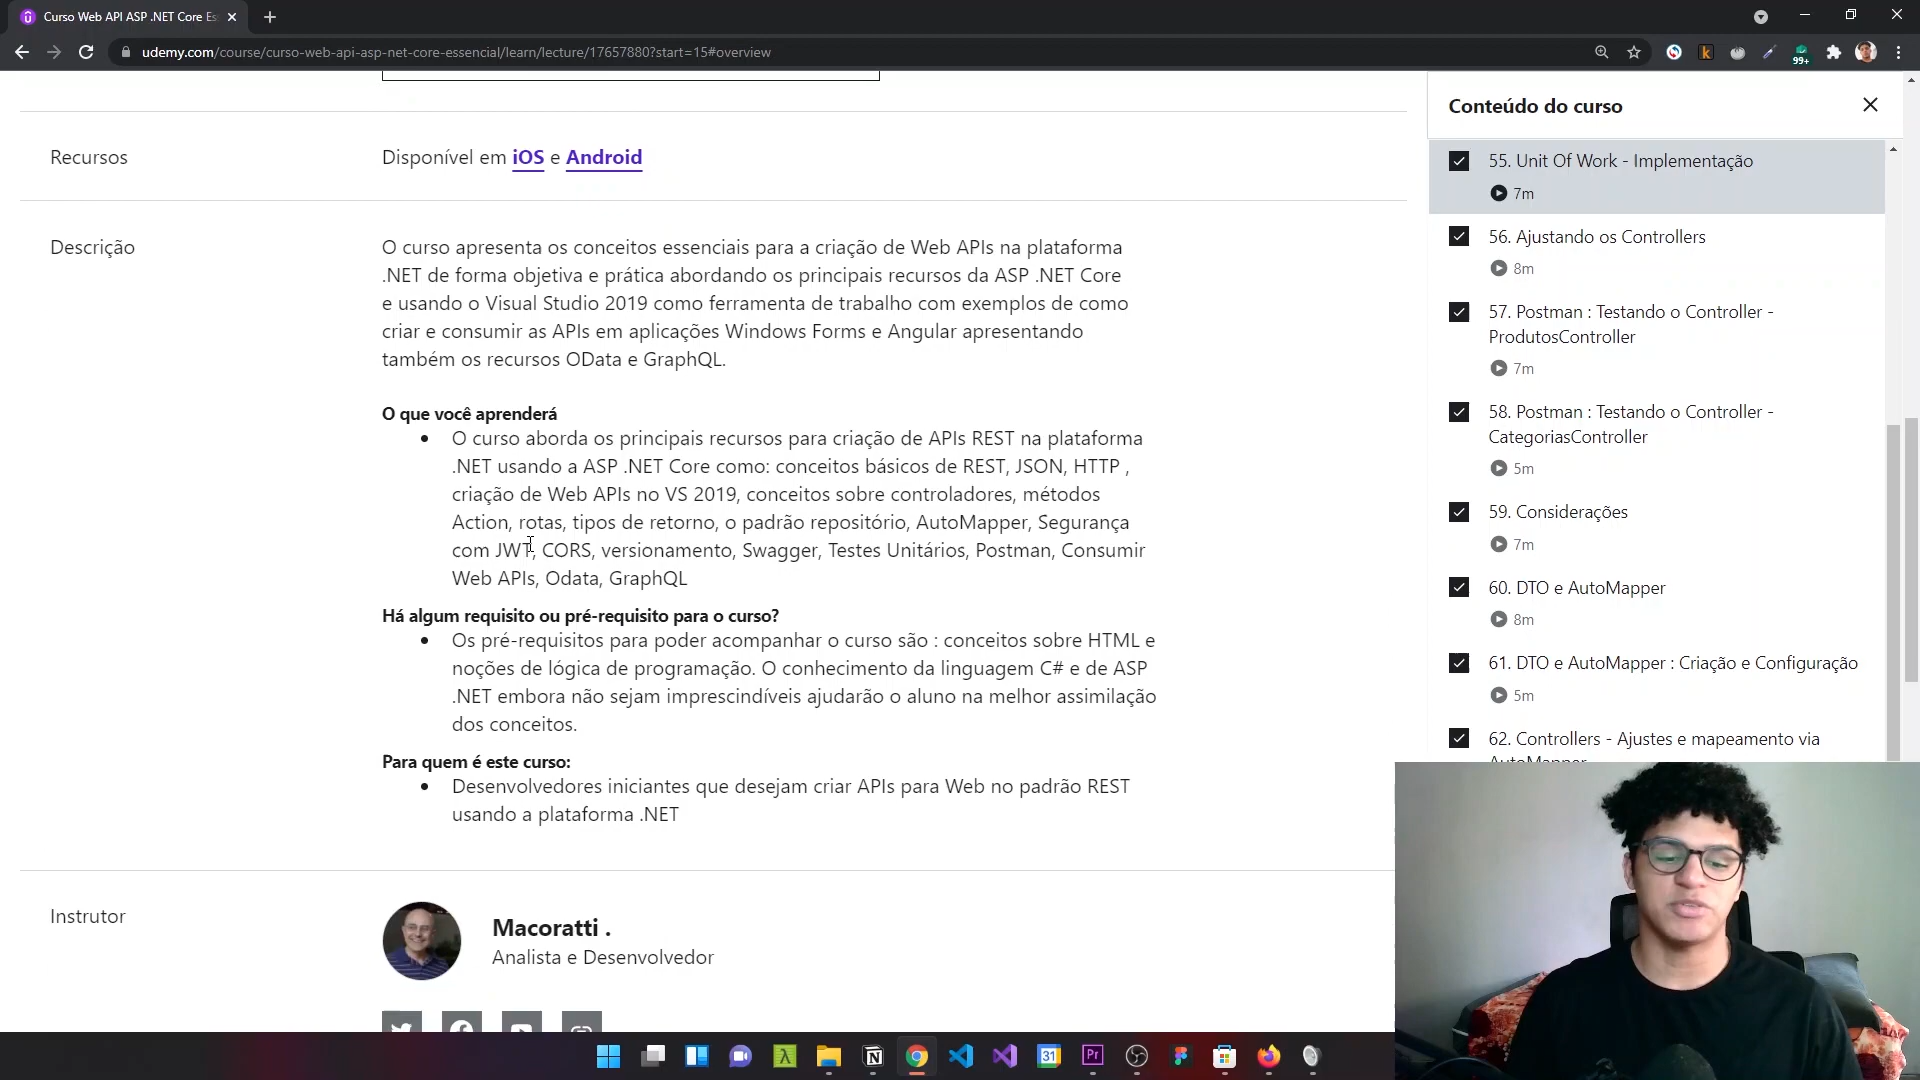 Curso Web API ASP .NET Core Es
udemy.com/course/curso-web-api-asp-net-core-essencial/learn/lecture/17657880?start=15#overview
99+
Recursos
Disponível em iOS e Android
Descrição
O curso apresenta os conceitos essenciais para a criação de Web APIs na plataforma
.NET de forma objetiva e prática abordando os principais recursos da ASP .NET Core
e usando o Visual Studio 2019 como ferramenta de trabalho com exemplos de como
criar e consumir as APIs em aplicações Windows Forms e Angular apresentando
também os recursos OData e GraphQL.
O que você aprenderá
O curso aborda os principais recursos para criação de APIs REST na plataforma
.NET usando a ASP .NET Core como: conceitos básicos de REST, JSON, HTTP ,
criação de Web APIs no VS 2019, conceitos sobre controladores, métodos
Action, rotas, tipos de retorno, o padrão repositório, AutoMapper, Segurança
com JWT, CORS, versionamento, Swagger, Testes Unitários, Postman, Consumir
Web APIs, Odata, GraphQL
Há algum requisito ou pré-requisito para o curso?
Os pré-requisitos para poder acompanhar o curso são : conceitos sobre HTML e
noções de lógica de programação. O conhecimento da linguagem C# e de ASP
.NET embora não sejam imprescindíveis ajudarão o aluno na melhor assimilação
dos conceitos.
Para quem é este curso:
Desenvolvedores iniciantes que desejam criar APIs para Web no padrão REST
usando a plataforma .NET
Instrutor
Macoratti .
Analista e Desenvolvedor
Conteúdo do curso
55. Unit Of Work - Implementação
7m
56. Ajustando os Controllers
8m
57. Postman : Testando o Controller -
ProdutosController
7m
58. Postman : Testando o Controller -
CategoriasController
5m
59. Considerações
7m
60. DTO e AutoMapper
8m
61. DTO e AutoMapper : Criação e Configuração
5m
62. Controllers - Ajustes e mapeamento via
AutoMapper
31
Pr